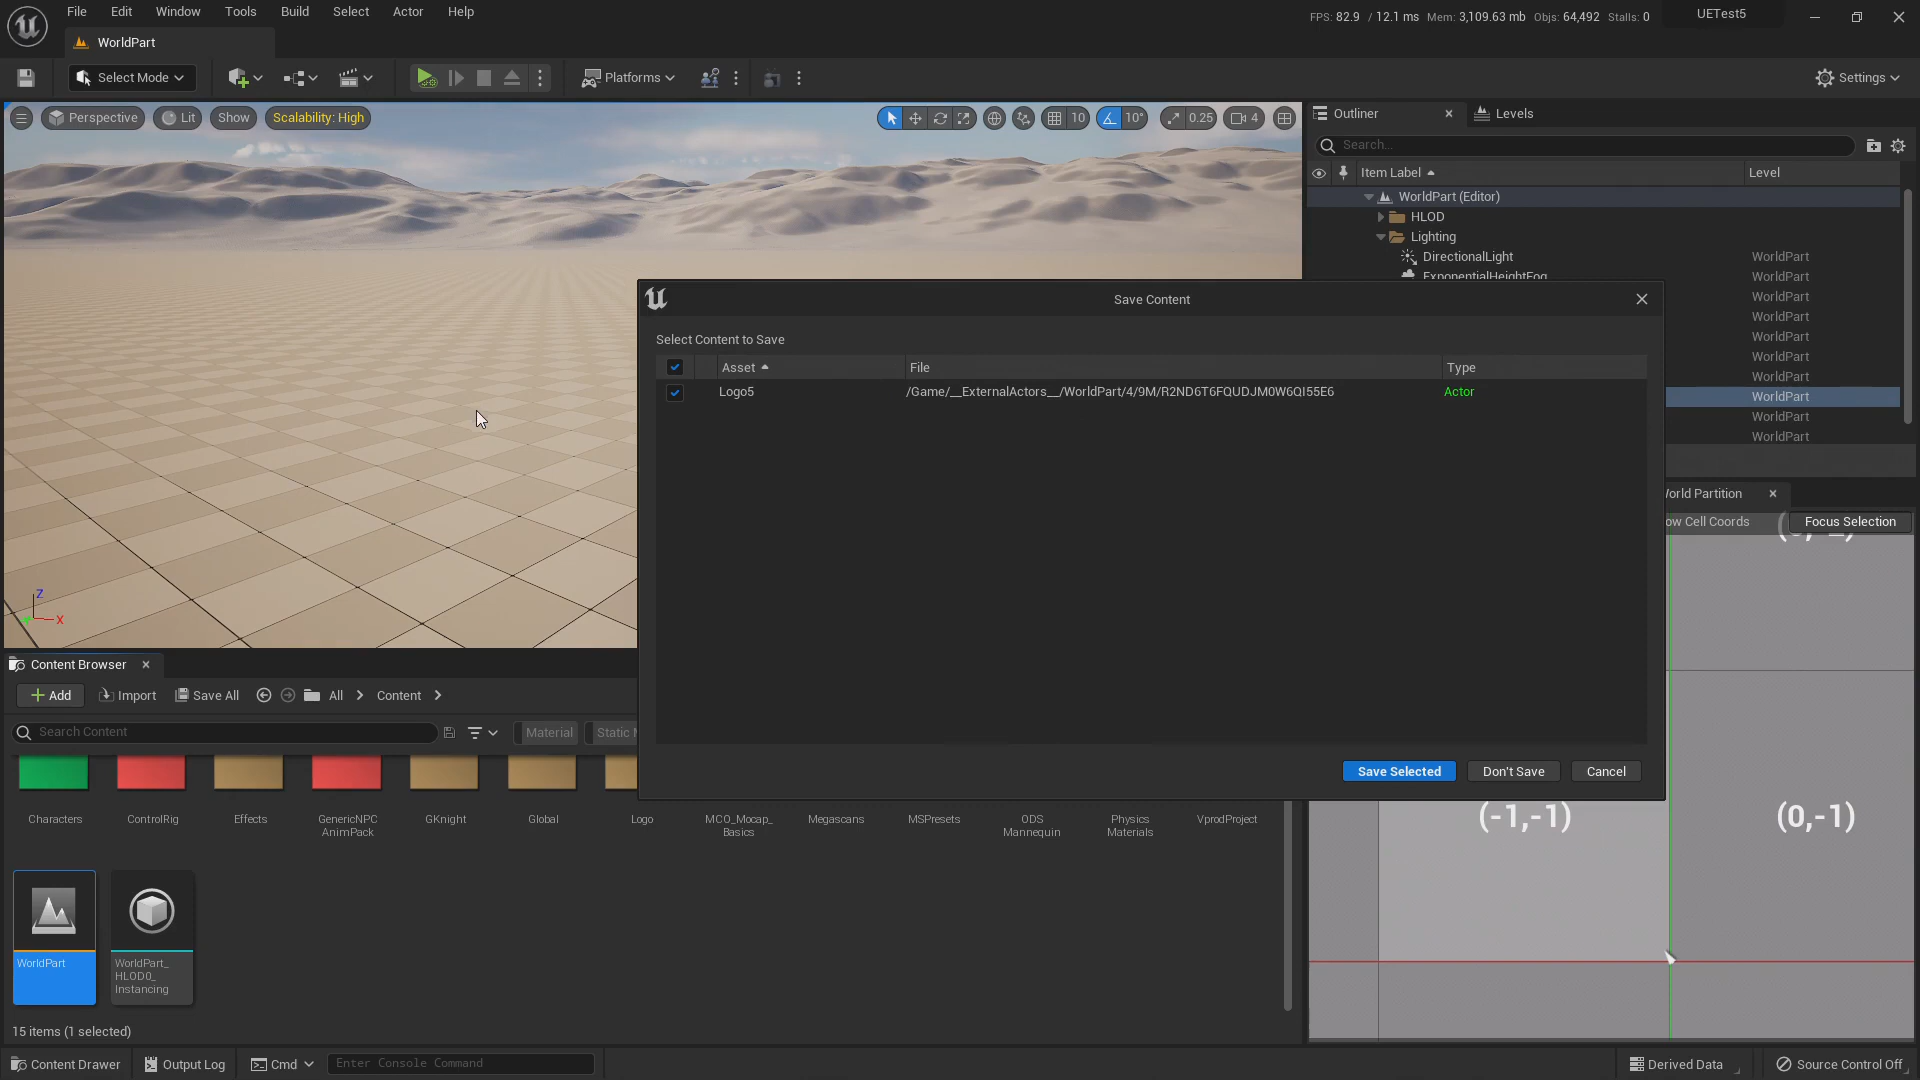 File Edit Window Tools Build Select Actor Help
FPS: 82.9 / 12.1 ms Mem: 3,109.63 mb Objs: 64,492 Stalls: 0
UETest5
WorldPart
Select Mode
Platforms
Settings
Perspective Lit Show Scalability: High
10 10° 0.25 4
Outliner
Levels
Search...
Item Label Level
WorldPart (Editor)
HLOD
Lighting
DirectionalLight WorldPart
ExponentialHeightFog WorldPart
WorldPart
WorldPart
WorldPart
WorldPart
WorldPart
WorldPart
WorldPart
WorldPart
Save Content
Select Content to Save
Asset File Type
Logo5 /Game/__ExternalActors__/WorldPart/4/9M/R2ND6T6FQUDJM0W6QI55E6 Actor
Save Selected Don't Save Cancel
Z
X
World Partition
ow Cell Coords Focus Selection
(-1,-1) (0,-1)
Content Browser
Add Import Save All All Content
Search Content
Material Static M
Characters ControlRig Effects GenericNPC AnimPack GKnight Global Logo MCO_Mocap_ Basics Megascans MSPresets ODS Mannequin Physics Materials VprodProject
WorldPart
WorldPart_
HLOD0_
Instancing
15 items (1 selected)
Content Drawer Output Log Cmd Enter Console Command
Derived Data Source Control Off